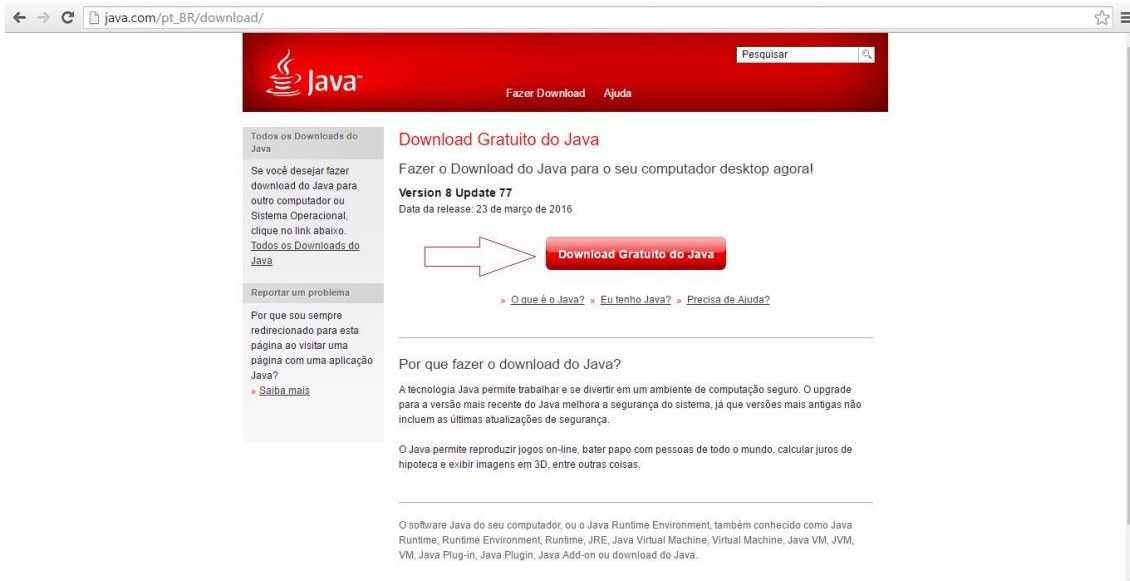 java.com/pt_BR/download/
Java™
Pesquisar
Fazer Download Ajuda
Todos os Downloads do
Java
Se você desejar fazer
download do Java para
outro computador ou
Sistema Operacional,
clique no link abaixo.
Todos os Downloads do
Java
Reportar um problema
Por que sou sempre
redirecionado para esta
página ao visitar uma
página com uma aplicação
Java?
» Saiba mais
Download Gratuito do Java
Fazer o Download do Java para o seu computador desktop agora!
Version 8 Update 77
Data da release: 23 de março de 2016
Download Gratuito do Java
» O que é o Java? » Eu tenho Java? » Precisa de Ajuda?
Por que fazer o download do Java?
A tecnologia Java permite trabalhar e se divertir em um ambiente de computação seguro. O upgrade
para a versão mais recente do Java melhora a segurança do sistema, já que versões mais antigas não
incluem as últimas atualizações de segurança.
O Java permite reproduzir jogos on-line, bater papo com pessoas de todo o mundo, calcular juros de
hipoteca e exibir imagens em 3D, entre outras coisas.
O software Java do seu computador, ou o Java Runtime Environment, também conhecido como Java
Runtime, Runtime Environment, Runtime, JRE, Java Virtual Machine, Virtual Machine, Java VM, JVM,
VM, Java Plug-in, Java Plugin, Java Add-on ou download do Java.